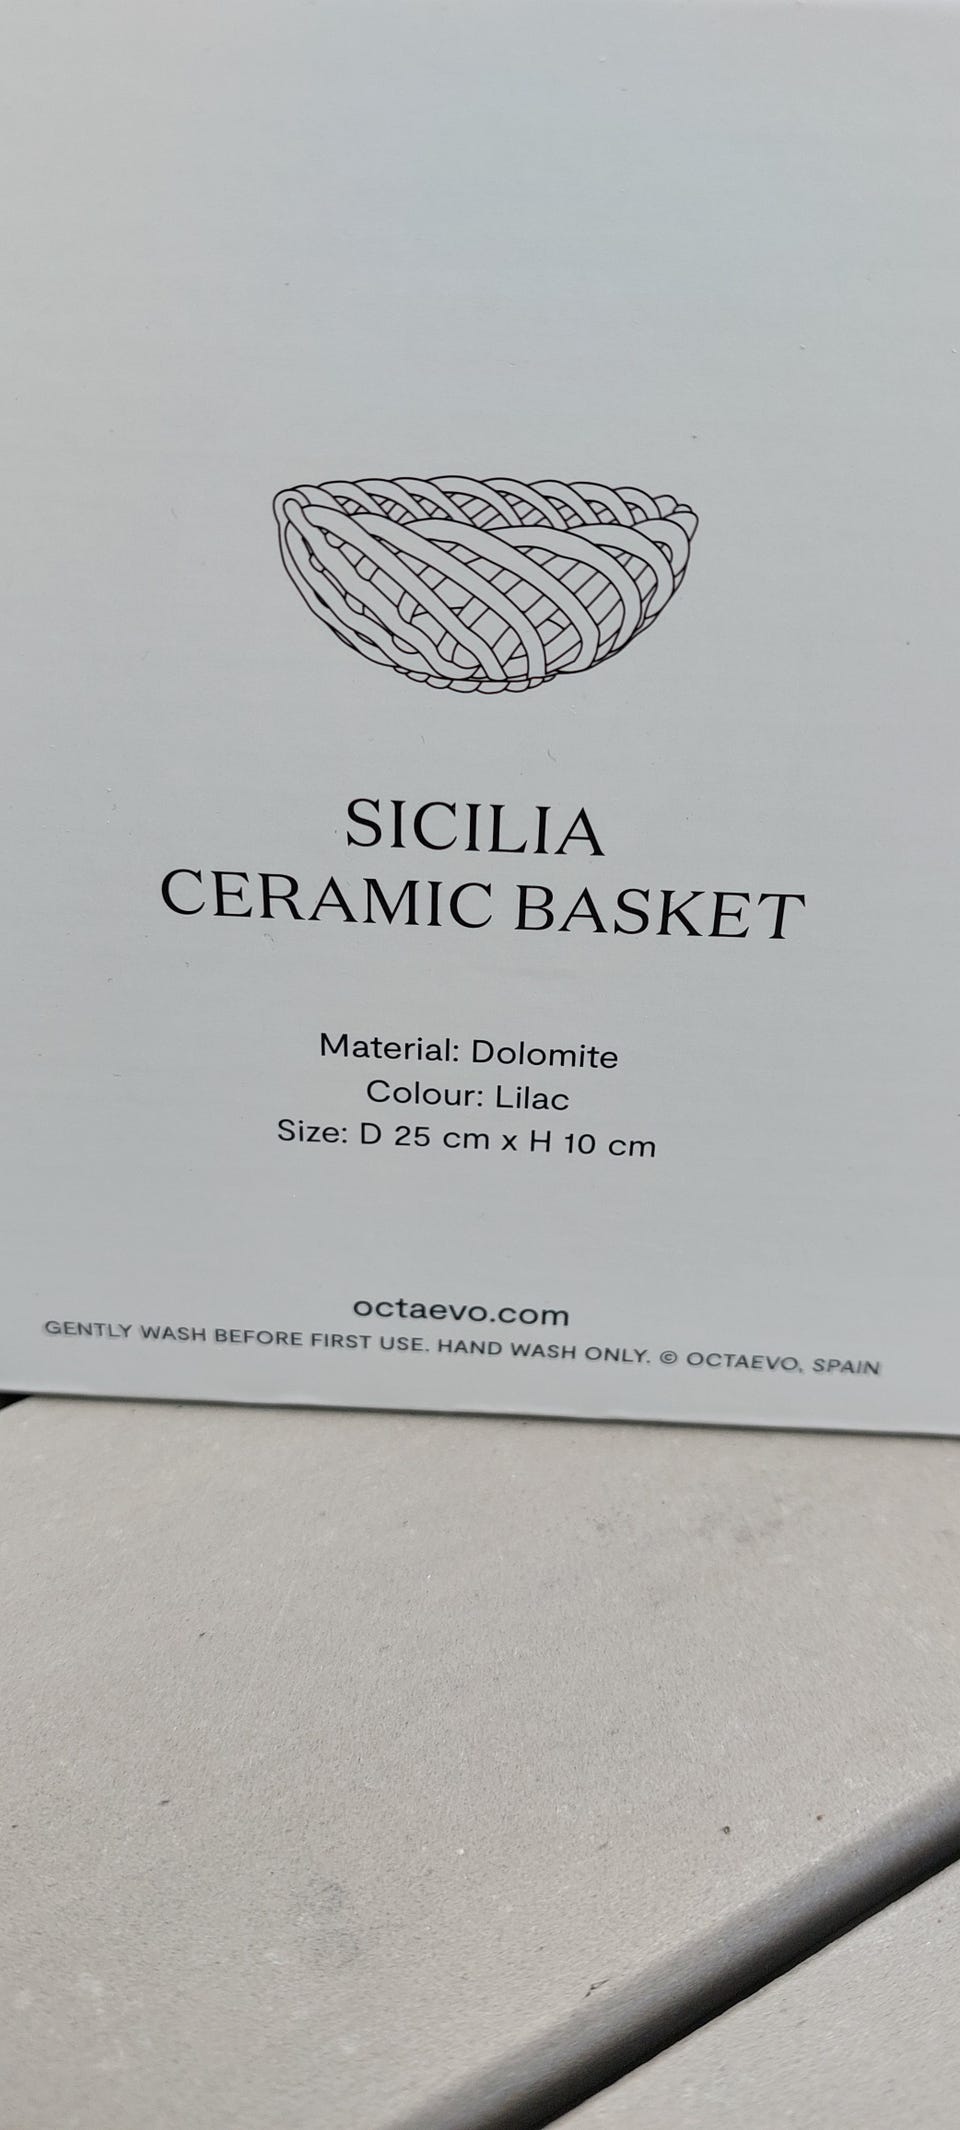 SICILIA
CERAMIC BASKET
Material: Dolomite
Colour: Lilac
Size: D 25 cm x H 10 cm
octaevo.com
GENTLY WASH BEFORE FIRST USE. HAND WASH ONLY. © OCTAEVO, SPAIN